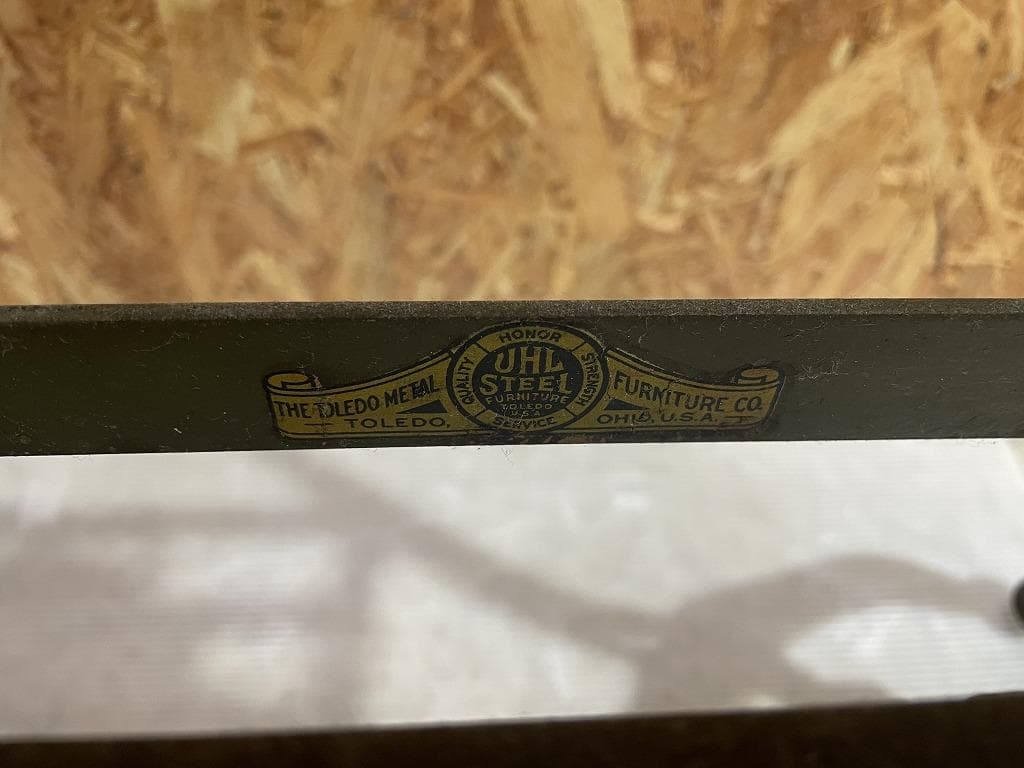 THE TOLEDO METAL
TOLEDO,
HONOR
QUALITY
STRENGTH
SERVICE
UHL
STEEL
FURNITURE
TOLEDO
U.S.A
FURNITURE CO.
OHIO, U.S.A.